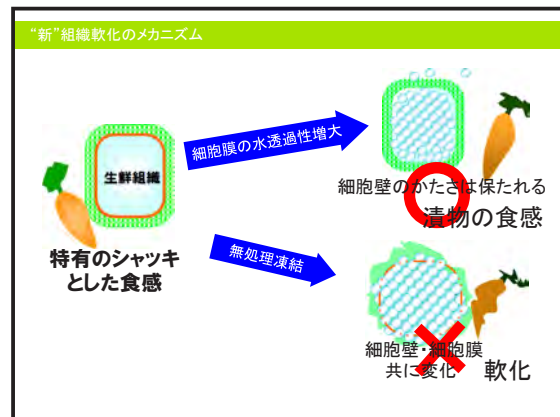 “新”組織軟化のメカニズム
細胞膜の水透過性増大
生鮮組織
細胞壁のかたさは保たれる
漬物の食感
特有のシャッキ
とした食感
無処理凍結
細胞壁・細胞膜
共に変化
軟化